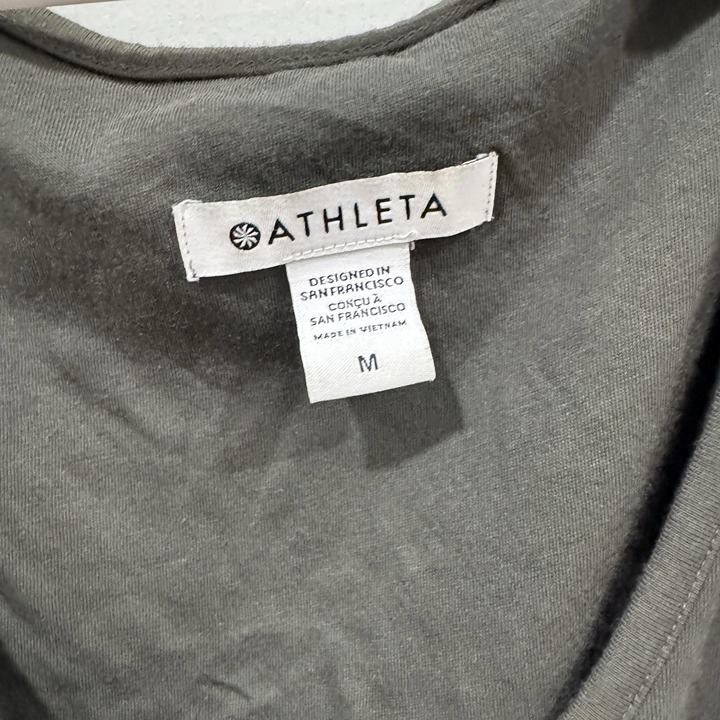 ATHLETA
DESIGNED IN
SAN FRANCISCO
CONÇU À
SAN FRANCISCO
MADE IN VIETNAM
M